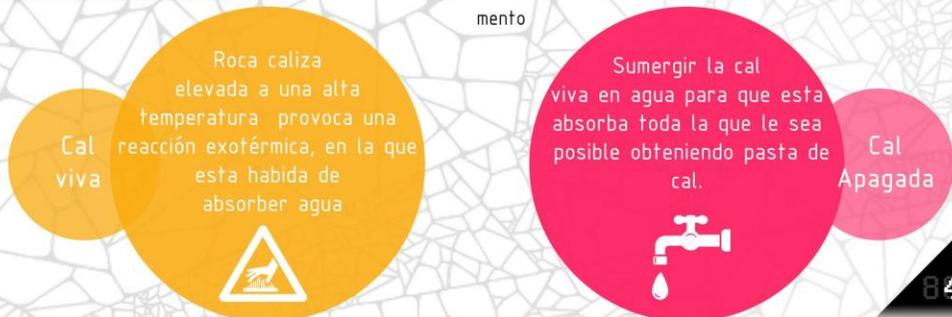 mento
Cal
viva
Roca caliza
elevada a una alta
temperatura provoca una
reacción exotérmica, en la que
esta habida de
absorber agua
Sumergir la cal
viva en agua para que esta
absorba toda la que le sea
posible obteniendo pasta de
cal.
Cal
Apagada